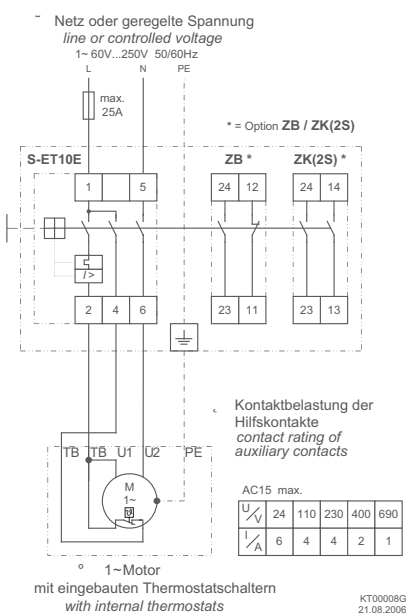 ~ Netz oder geregelte Spannung
line or controlled voltage
1~ 60V...250V 50/60Hz
L N PE
max.
25A
* = Option ZB / ZK(2S)
S-ET10E ZB * ZK(2S) *
1 5 24 12 24 14
I >
2 4 6 23 11 23 13
Kontaktbelastung der
Hilfskontakte
contact rating of
auxiliary contacts
TB TB U1 U2 PE
M
1~
AC15 max.
U/V 24 110 230 400 690
I/A 6 4 4 2 1
° 1~Motor
mit eingebauten Thermostatschaltern
with internal thermostats
KT00008G
21.08.2006